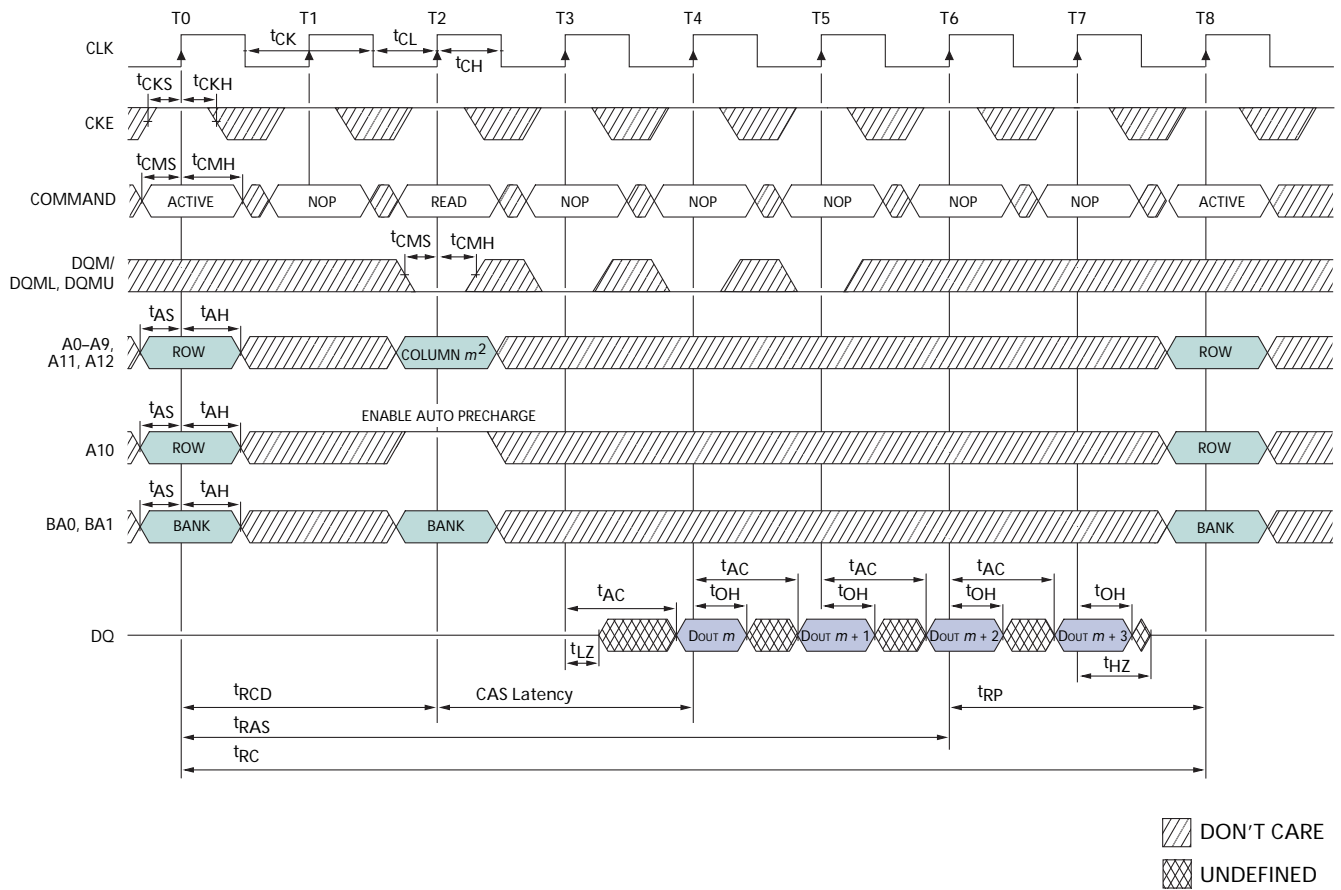 T0 T1 T2 T3 T4 T5 T6 T7 T8
CLK
tCK tCL
tCH
tCKS tCKH
CKE
tCMS tCMH
COMMAND ACTIVE NOP READ NOP NOP NOP NOP NOP ACTIVE
tCMS tCMH
DQM/
DQML, DQMU
tAS tAH
A0–A9,
A11, A12
ROW COLUMN m2 ROW
ENABLE AUTO PRECHARGE
tAS tAH
A10 ROW ROW
tAS tAH
BA0, BA1 BANK BANK BANK
tAC tAC tAC
tAC tOH tOH tOH tOH
DQ DOUT m DOUT m + 1 DOUT m + 2 DOUT m + 3
tLZ tHZ
tRCD CAS Latency tRP
tRAS
tRC
DON'T CARE
UNDEFINED